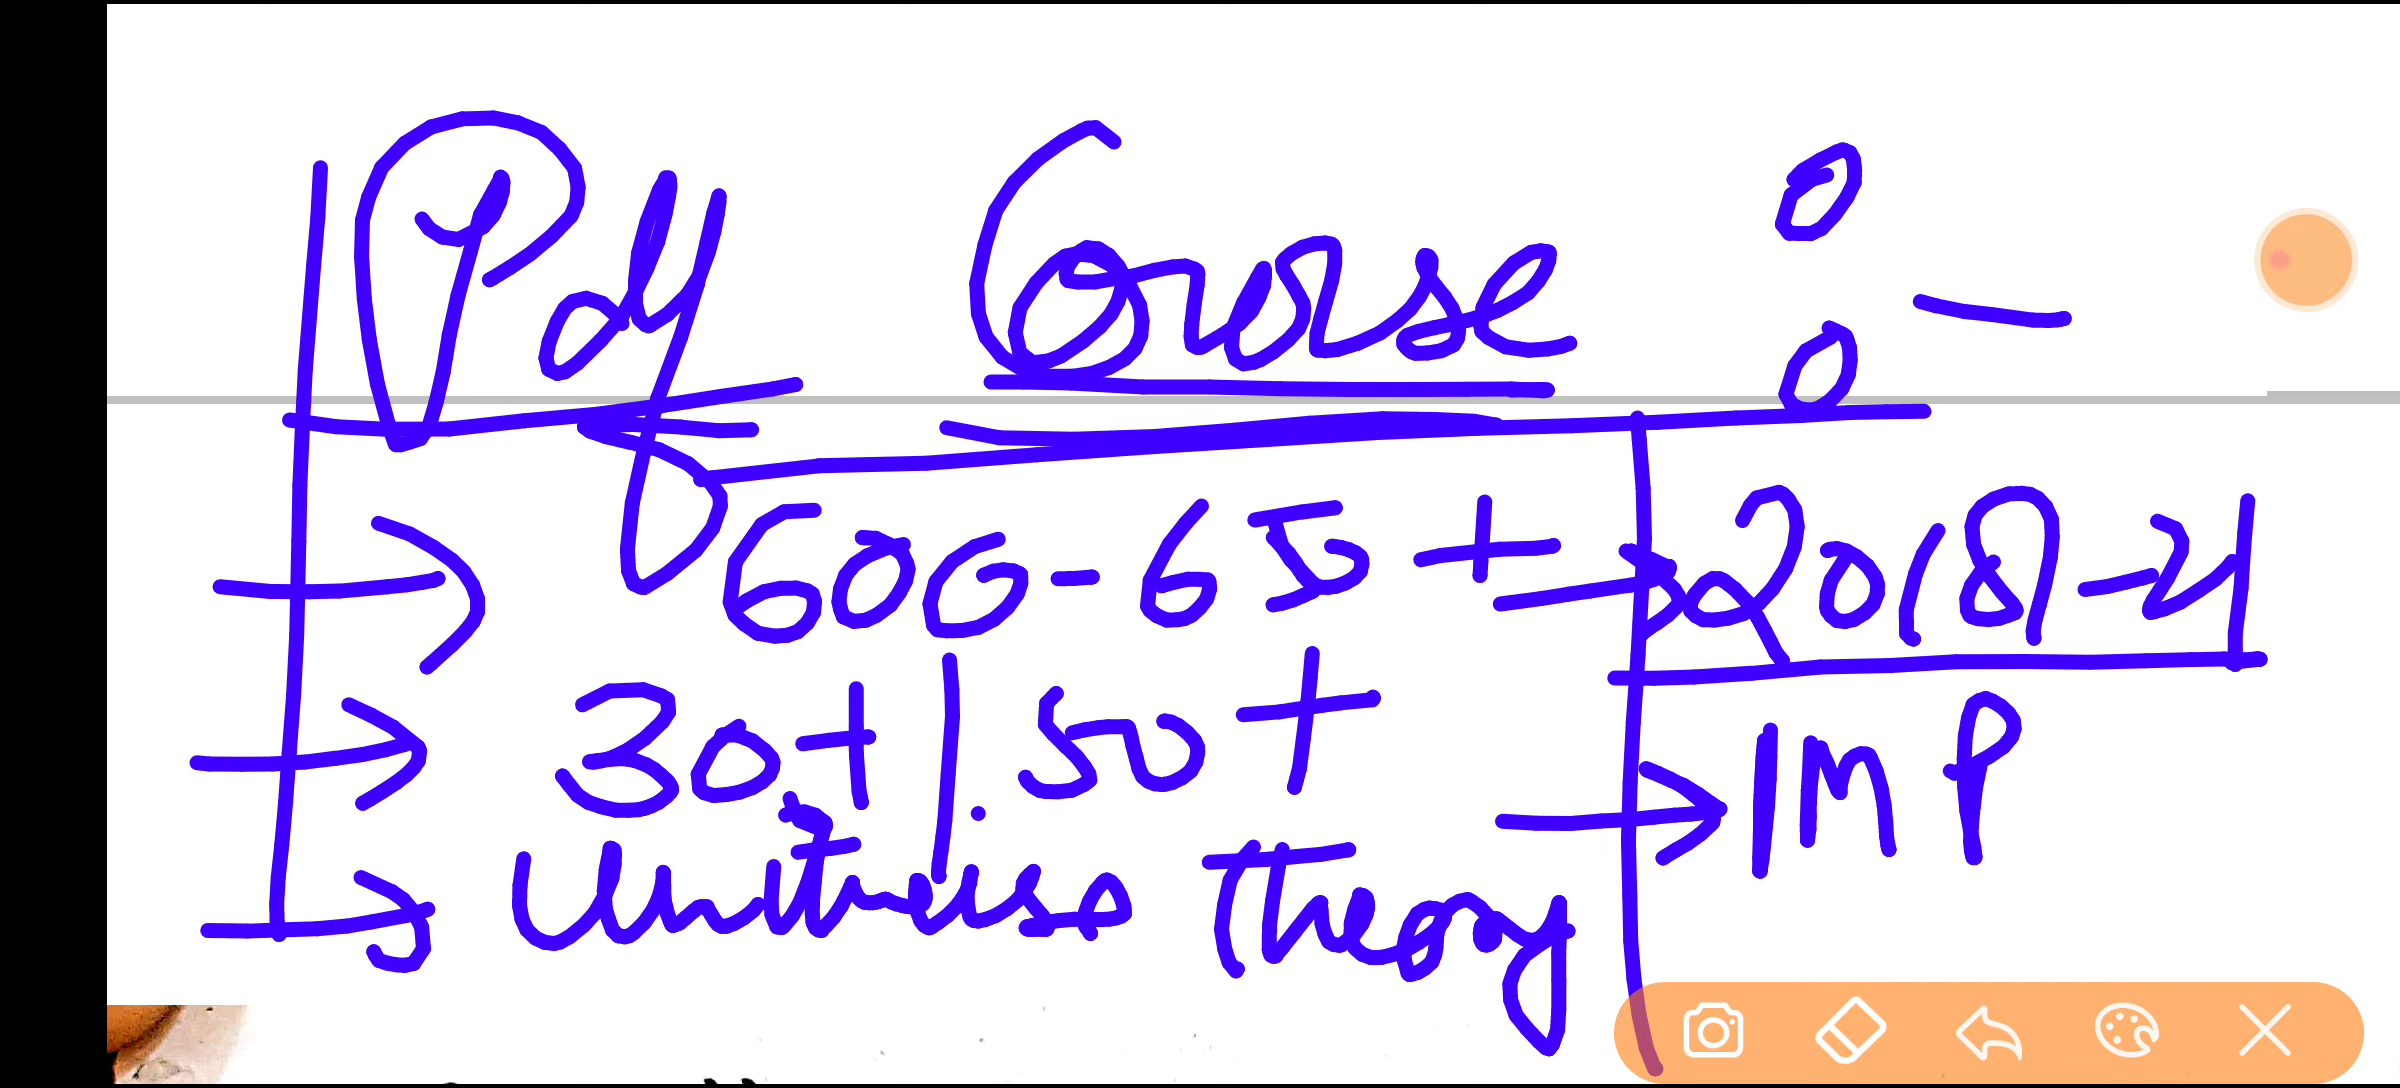 Pdf Course :-
→ 600-650 + → 2018-21
→ 30+ | 50+ → IMP
→ Unitwise Theory